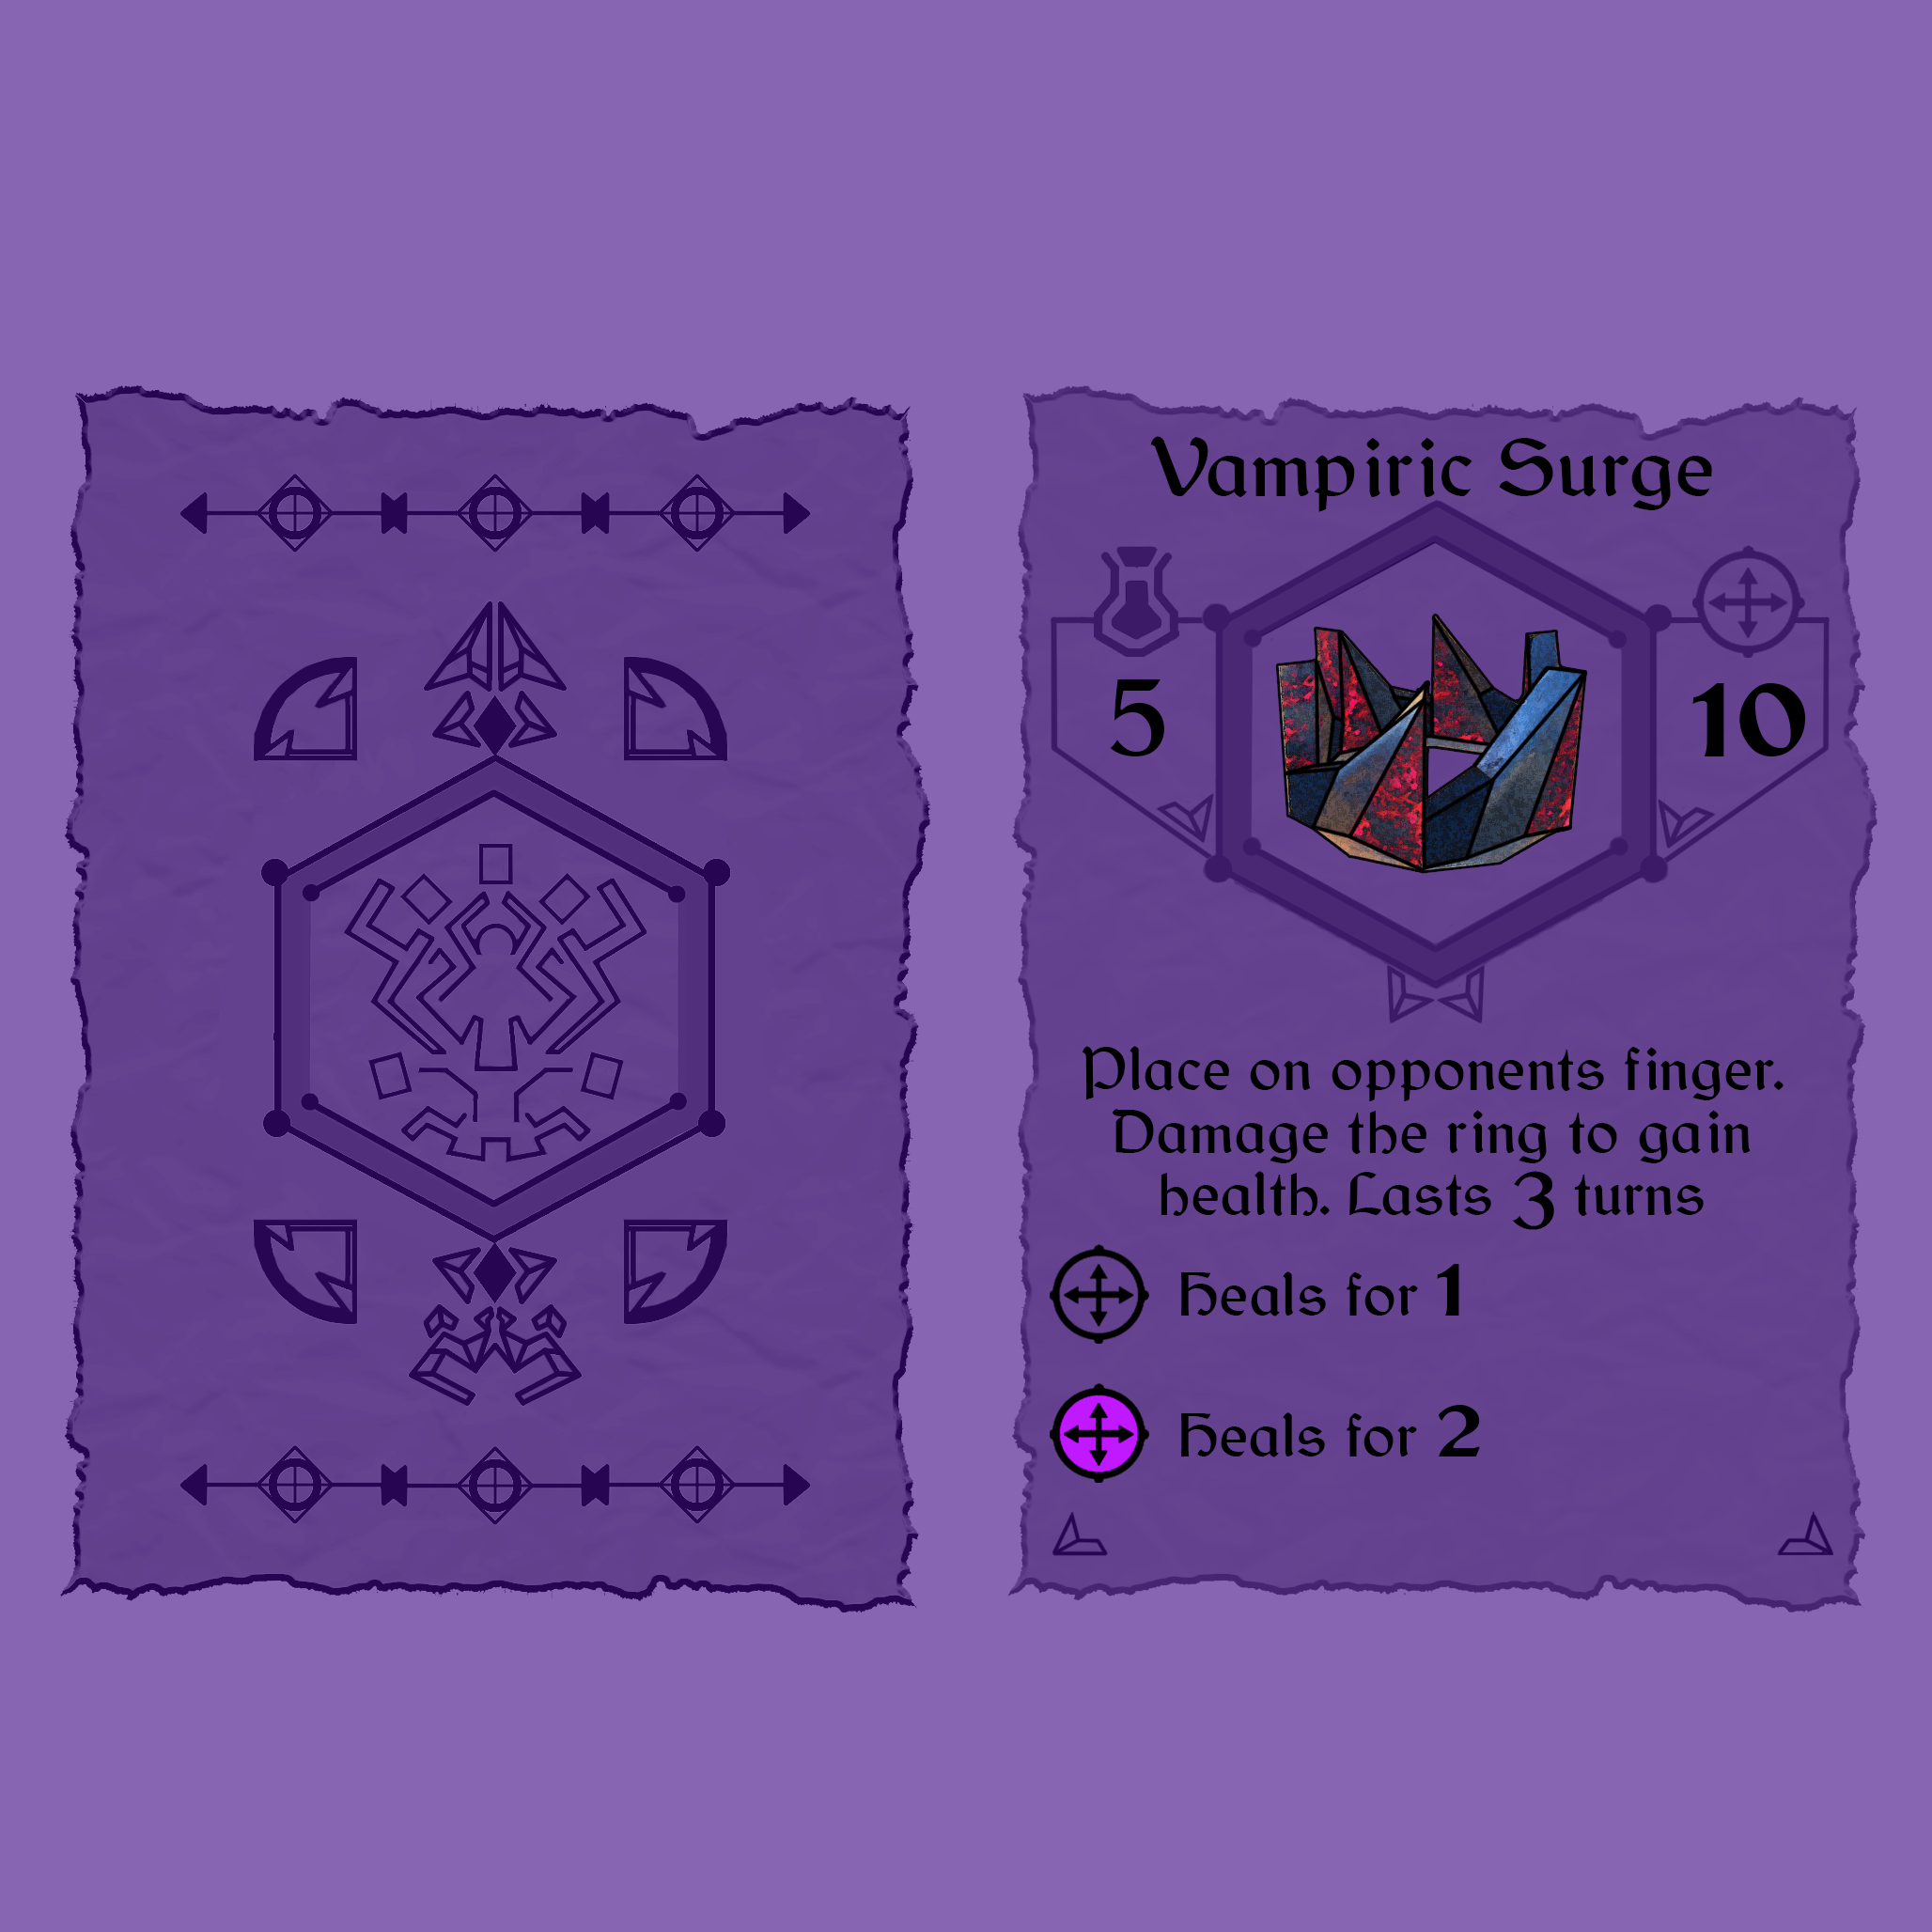 Vampiric Surge
5
10
Place on opponents finger.
Damage the ring to gain
health. Lasts 3 turns
Heals for 1
Heals for 2